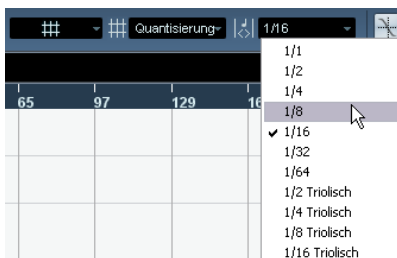 Quantisierung 1/16
65 97 129 16
1/1
1/2
1/4
1/8
1/16
1/32
1/64
1/2 Triolisch
1/4 Triolisch
1/8 Triolisch
1/16 Triolisch